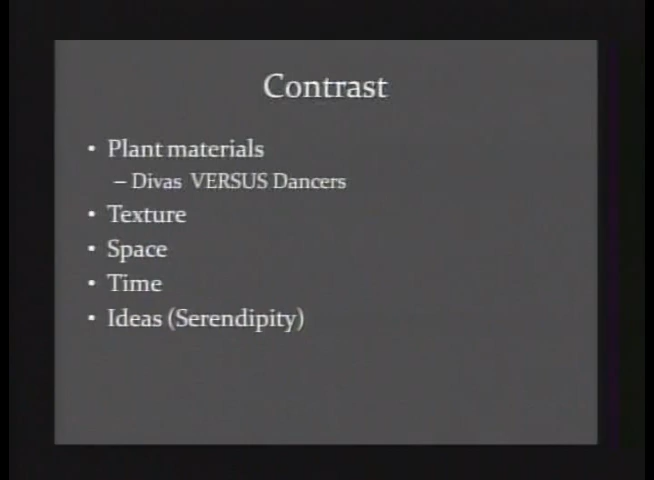 Contrast
• Plant materials
– Divas VERSUS Dancers
• Texture
• Space
• Time
• Ideas (Serendipity)